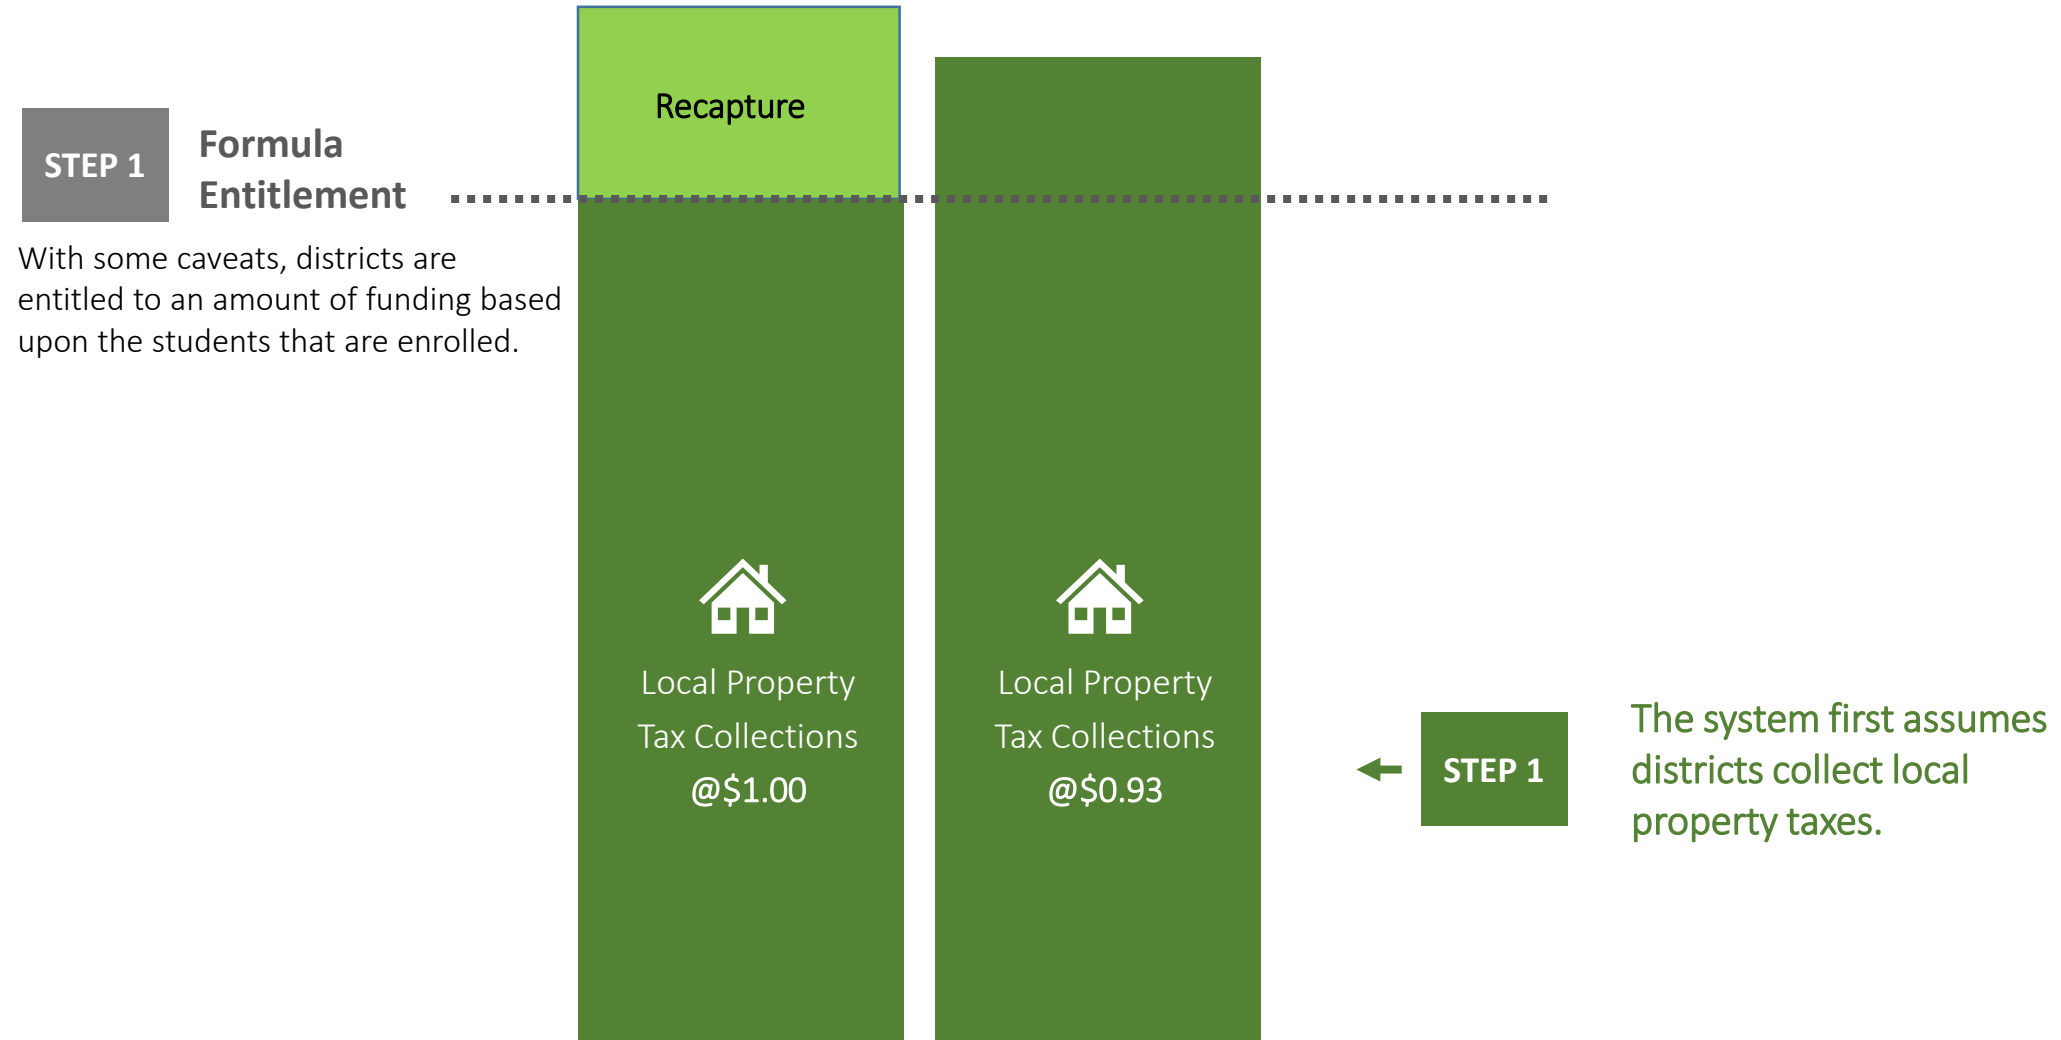 Recapture
STEP 1
Formula
Entitlement
With some caveats, districts are
entitled to an amount of funding based
upon the students that are enrolled.
Local Property
Tax Collections
@$1.00
Local Property
Tax Collections
@$0.93
STEP 1
The system first assumes
districts collect local
property taxes.